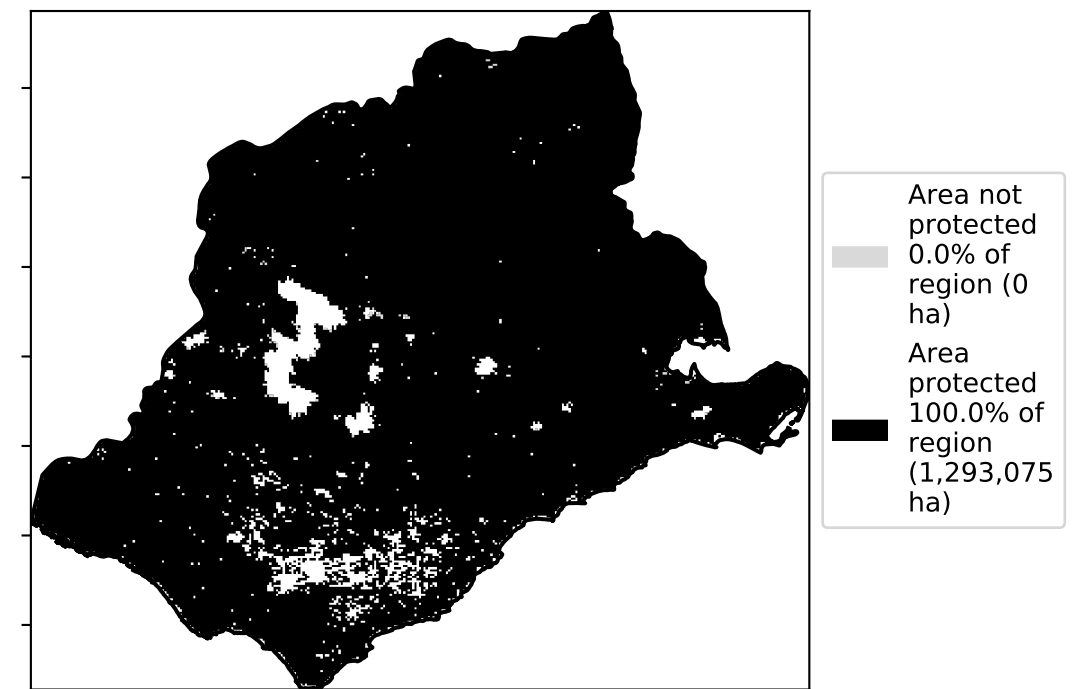 Area not
protected
0.0% of
region (0
ha)
Area
protected
100.0% of
region
(1,293,075
ha)